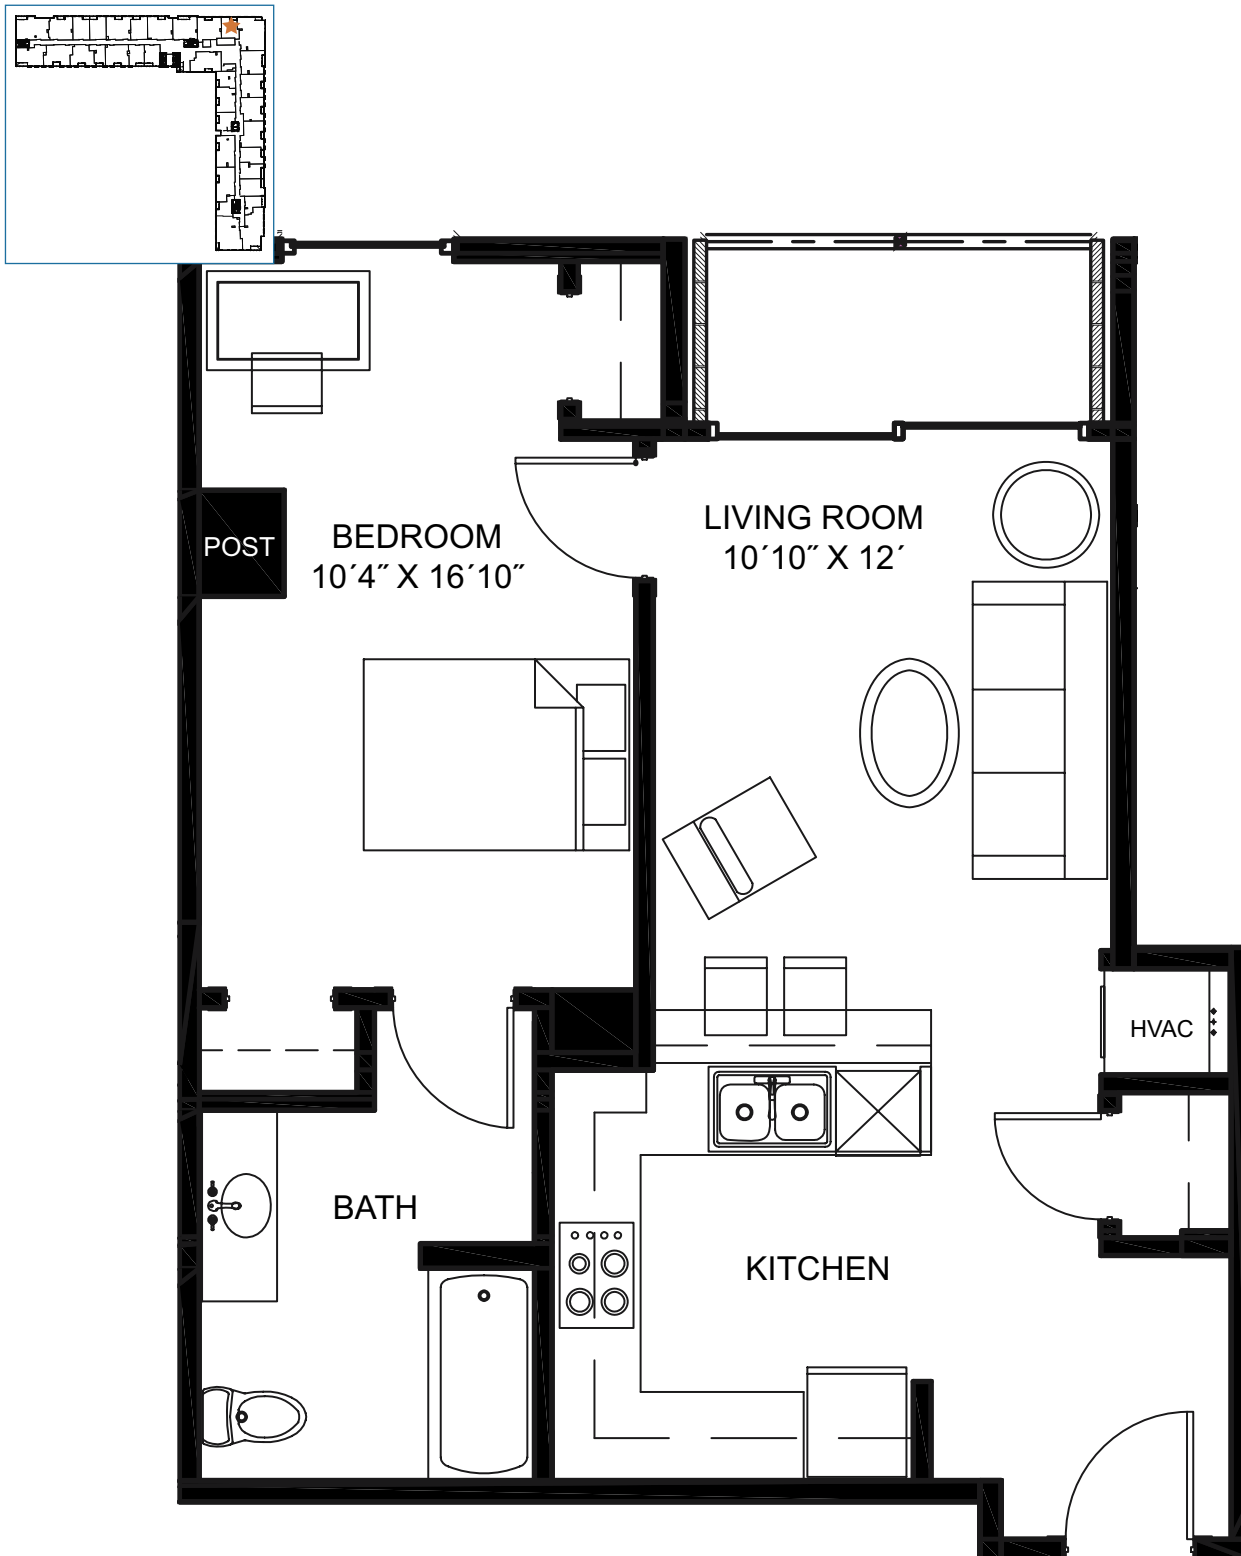 BEDROOM
10´4˝ X 16´10˝
LIVING ROOM
10´10˝ X 12´
POST
HVAC
BATH
KITCHEN